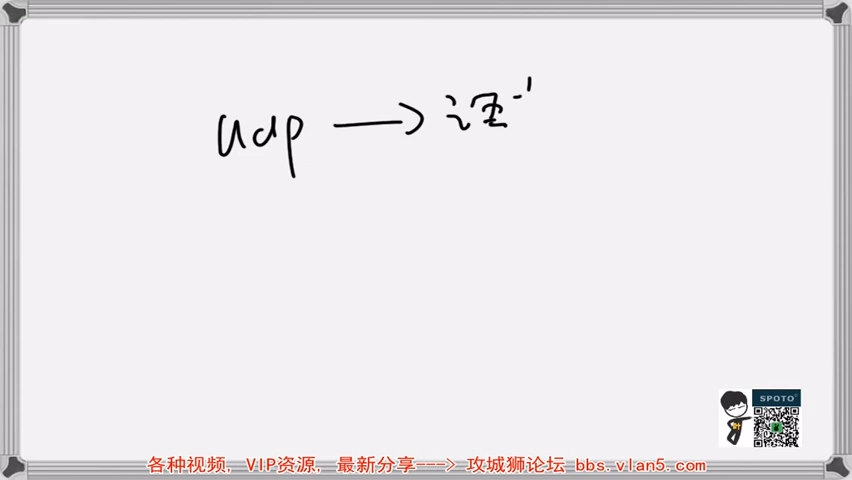 udp →
SPOTO
各种视频, VIP资源, 最新分享---> 攻城狮论坛 bbs.vlan5.com